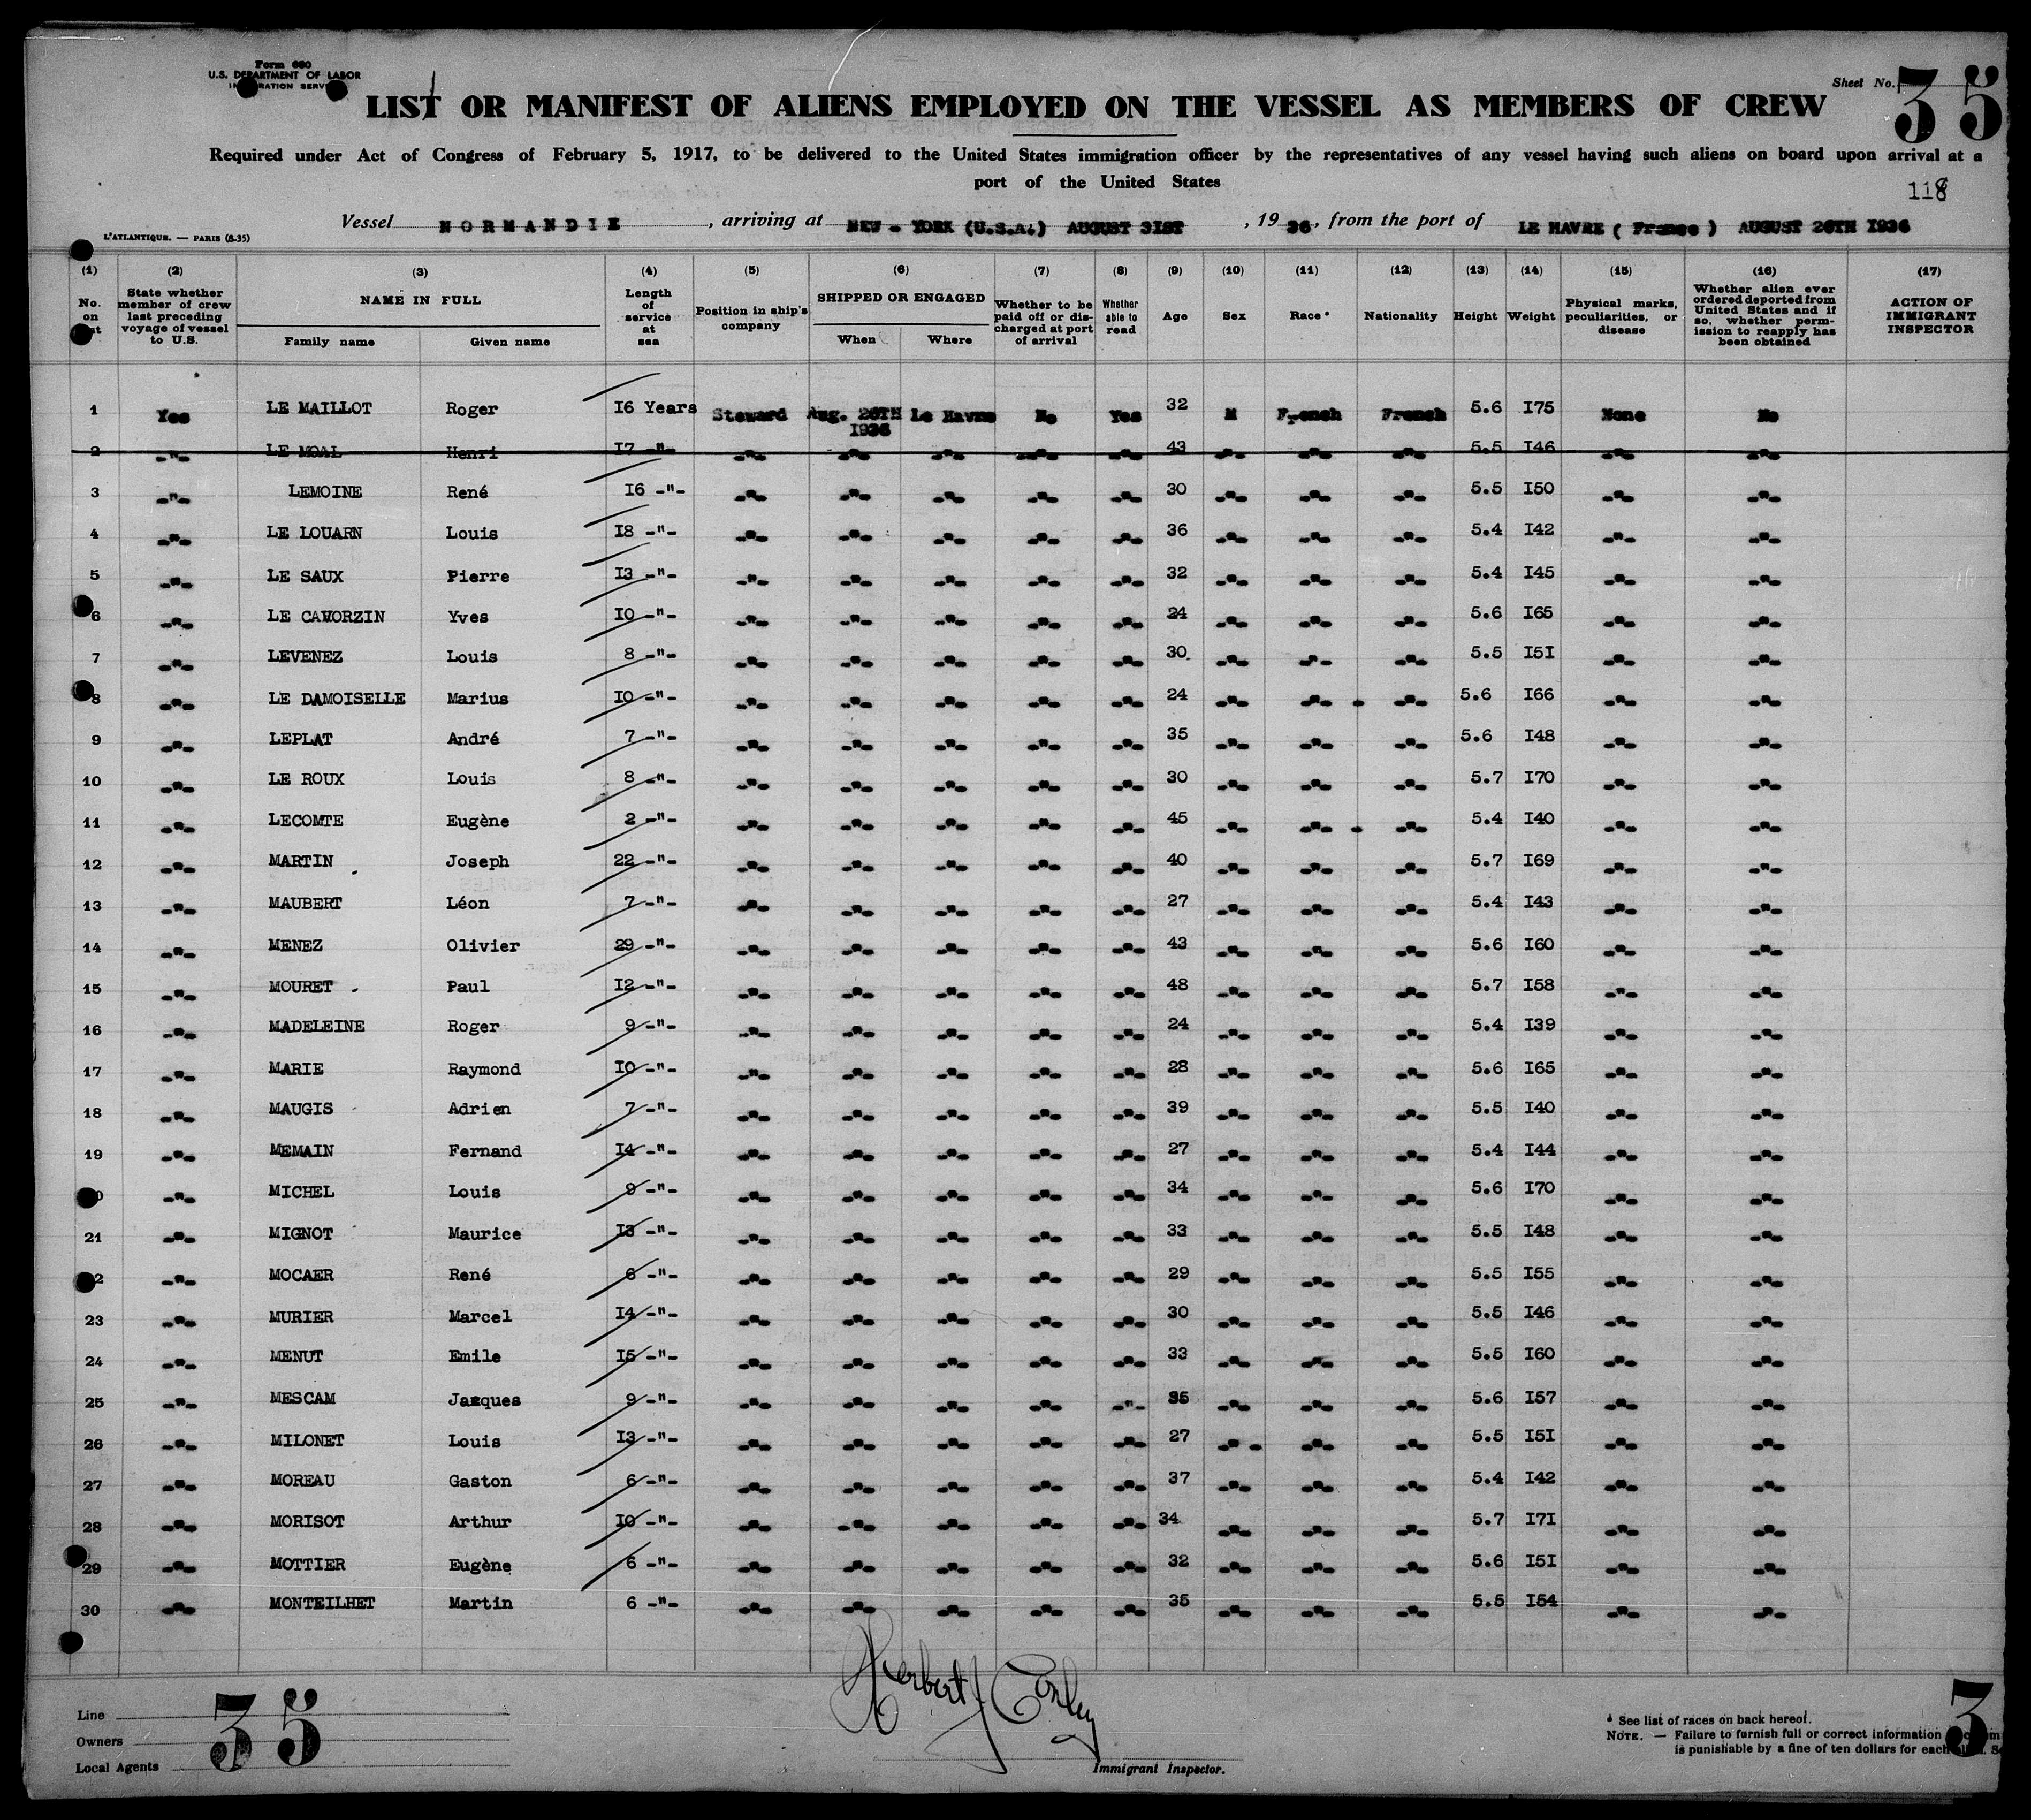 Form 680
U.S. DEPARTMENT OF LABOR
Sheet No. 35
LIST OR MANIFEST OF ALIENS EMPLOYED ON THE VESSEL AS MEMBERS OF CREW
Required under Act of Congress of February 5, 1917, to be delivered to the United States immigration officer by the representatives of any vessel having such aliens on board upon arrival at a
port of the United States
118
Vessel NORMANDIE, arriving at NEW - YORK (U.S.A.) AUGUST 31ST, 1936, from the port of LE HAVRE ( France ) AUGUST 26TH I936
L'ATLANTIQUE. — PARIS (8-35)
(1) (2) (3) (4) (5) (6) (7) (8) (9) (10) (11) (12) (13) (14) (15) (16) (17)
No. on | State whether member of crew last preceding voyage of vessel to U.S. | NAME IN FULL Family name Given name | Length of service at sea | Position in ship's company | SHIPPED OR ENGAGED When Where | Whether to be paid off or discharged at port of arrival | Whether able to read | Age | Sex | Race * | Nationality | Height | Weight | Physical marks, peculiarities, or disease | Whether alien ever ordered deported from United States and if so, whether permission to reapply has been obtained | ACTION OF IMMIGRANT INSPECTOR
1 Yes LE MAILLOT Roger I6 Years Steward Aug. 26TH I936 Le Havre No Yes 32 M French French 5.6 I75 None No
2 -"- LE MOAL Henri I7 -"- -"- -"- -"- -"- -"- 43 -"- -"- -"- 5.5 I46 -"- -"-
3 -"- LEMOINE René I6 -"- -"- -"- -"- -"- -"- 30 -"- -"- -"- 5.5 I50 -"- -"-
4 -"- LE LOUARN Louis I8 -"- -"- -"- -"- -"- -"- 36 -"- -"- -"- 5.4 I42 -"- -"-
5 -"- LE SAUX Pierre I3 -"- -"- -"- -"- -"- -"- 32 -"- -"- -"- 5.4 I45 -"- -"-
6 -"- LE CAVORZIN Yves I0 -"- -"- -"- -"- -"- -"- 24 -"- -"- -"- 5.6 I65 -"- -"-
7 -"- LEVENEZ Louis 8 -"- -"- -"- -"- -"- -"- 30 -"- -"- -"- 5.5 I5I -"- -"-
8 -"- LE DAMOISELLE Marius I0 -"- -"- -"- -"- -"- -"- 24 -"- -"- -"- 5.6 I66 -"- -"-
9 -"- LEPLAT André 7 -"- -"- -"- -"- -"- -"- 35 -"- -"- -"- 5.6 I48 -"- -"-
10 -"- LE ROUX Louis 8 -"- -"- -"- -"- -"- -"- 30 -"- -"- -"- 5.7 I70 -"- -"-
11 -"- LECOMTE Eugène 2 -"- -"- -"- -"- -"- -"- 45 -"- -"- -"- 5.4 I40 -"- -"-
12 -"- MARTIN Joseph 22 -"- -"- -"- -"- -"- -"- 40 -"- -"- -"- 5.7 I69 -"- -"-
13 -"- MAUBERT Léon 7 -"- -"- -"- -"- -"- -"- 27 -"- -"- -"- 5.4 I43 -"- -"-
14 -"- MENEZ Olivier 29 -"- -"- -"- -"- -"- -"- 43 -"- -"- -"- 5.6 I60 -"- -"-
15 -"- MOURET Paul I2 -"- -"- -"- -"- -"- -"- 48 -"- -"- -"- 5.7 I58 -"- -"-
16 -"- MADELEINE Roger 9 -"- -"- -"- -"- -"- -"- 24 -"- -"- -"- 5.4 I39 -"- -"-
17 -"- MARIE Raymond I0 -"- -"- -"- -"- -"- -"- 28 -"- -"- -"- 5.6 I65 -"- -"-
18 -"- MAUGIS Adrien 7 -"- -"- -"- -"- -"- -"- 39 -"- -"- -"- 5.5 I40 -"- -"-
19 -"- MEMAIN Fernand I4 -"- -"- -"- -"- -"- -"- 27 -"- -"- -"- 5.4 I44 -"- -"-
-"- MICHEL Louis 9 -"- -"- -"- -"- -"- -"- 34 -"- -"- -"- 5.6 I70 -"- -"-
21 -"- MIGNOT Maurice I3 -"- -"- -"- -"- -"- -"- 33 -"- -"- -"- 5.5 I48 -"- -"-
-"- MOCAER René 6 -"- -"- -"- -"- -"- -"- 29 -"- -"- -"- 5.5 I55 -"- -"-
23 -"- MURIER Marcel I4 -"- -"- -"- -"- -"- -"- 30 -"- -"- -"- 5.5 I46 -"- -"-
24 -"- MENUT Emile I5 -"- -"- -"- -"- -"- -"- 33 -"- -"- -"- 5.5 I60 -"- -"-
25 -"- MESCAM Jacques 9 -"- -"- -"- -"- -"- -"- 35 -"- -"- -"- 5.6 I57 -"- -"-
26 -"- MILONET Louis I3 -"- -"- -"- -"- -"- -"- 27 -"- -"- -"- 5.5 I5I -"- -"-
27 -"- MOREAU Gaston 6 -"- -"- -"- -"- -"- -"- 37 -"- -"- -"- 5.4 I42 -"- -"-
28 -"- MORISOT Arthur I0 -"- -"- -"- -"- -"- -"- 34 -"- -"- -"- 5.7 I7I -"- -"-
29 -"- MOTTIER Eugène 6 -"- -"- -"- -"- -"- -"- 32 -"- -"- -"- 5.6 I5I -"- -"-
30 -"- MONTEILHET Martin 6 -"- -"- -"- -"- -"- -"- 35 -"- -"- -"- 5.5 I54 -"- -"-
Herbert J Conley
Line
Owners
Local Agents
35
Immigrant Inspector.
* See list of races on back hereof.
NOTE. — Failure to furnish full or correct information
is punishable by a fine of ten dollars for each
3